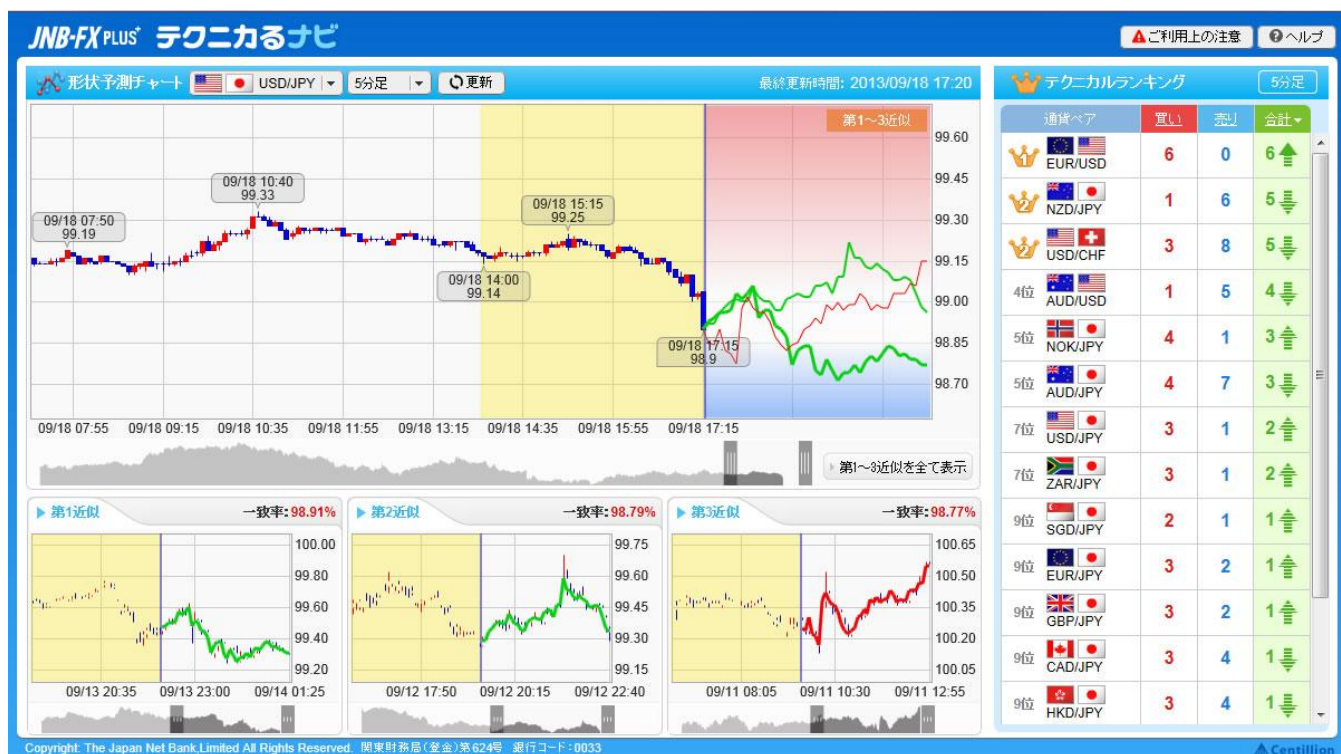 JNB-FX PLUS+ テクニカるナビ
ご利用上の注意 ヘルプ
形状予測チャート USD/JPY 5分足 更新 最終更新時間: 2013/09/18 17:20
第1~3近似
99.60
99.45
99.30
99.15
99.00
98.85
98.70
09/18 07:50
99.19
09/18 10:40
99.33
09/18 14:00
99.14
09/18 15:15
99.25
09/18 17:15
98.9
09/18 07:55 09/18 09:15 09/18 10:35 09/18 11:55 09/18 13:15 09/18 14:35 09/18 15:55 09/18 17:15
第1~3近似を全て表示
第1近似 一致率:98.91%
100.00
99.80
99.60
99.40
99.20
09/13 20:35 09/13 23:00 09/14 01:25
第2近似 一致率:98.79%
99.75
99.60
99.45
99.30
99.15
09/12 17:50 09/12 20:15 09/12 22:40
第3近似 一致率:98.77%
100.65
100.50
100.35
100.20
100.05
09/11 08:05 09/11 10:30 09/11 12:55
テクニカルランキング 5分足
通貨ペア 買い 売り 合計
1 EUR/USD 6 0 6
2 NZD/JPY 1 6 5
2 USD/CHF 3 8 5
4位 AUD/USD 1 5 4
5位 NOK/JPY 4 1 3
5位 AUD/JPY 4 7 3
7位 USD/JPY 3 1 2
7位 ZAR/JPY 3 1 2
9位 SGD/JPY 2 1 1
9位 EUR/JPY 3 2 1
9位 GBP/JPY 3 2 1
9位 CAD/JPY 3 4 1
9位 HKD/JPY 3 4 1
Copyright: The Japan Net Bank,Limited All Rights Reserved. 関東財務局(登金)第624号 銀行コード:0033
Centillion